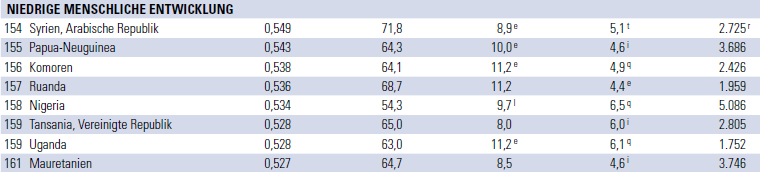 NIEDRIGE MENSCHLICHE ENTWICKLUNG
154 Syrien, Arabische Republik 0,549 71,8 8,9 e 5,1 t 2.725 r
155 Papua-Neuguinea 0,543 64,3 10,0 e 4,6 i 3.686
156 Komoren 0,538 64,1 11,2 e 4,9 q 2.426
157 Ruanda 0,536 68,7 11,2 4,4 e 1.959
158 Nigeria 0,534 54,3 9,7 l 6,5 q 5.086
159 Tansania, Vereinigte Republik 0,528 65,0 8,0 6,0 i 2.805
159 Uganda 0,528 63,0 11,2 e 6,1 q 1.752
161 Mauretanien 0,527 64,7 8,5 4,6 i 3.746